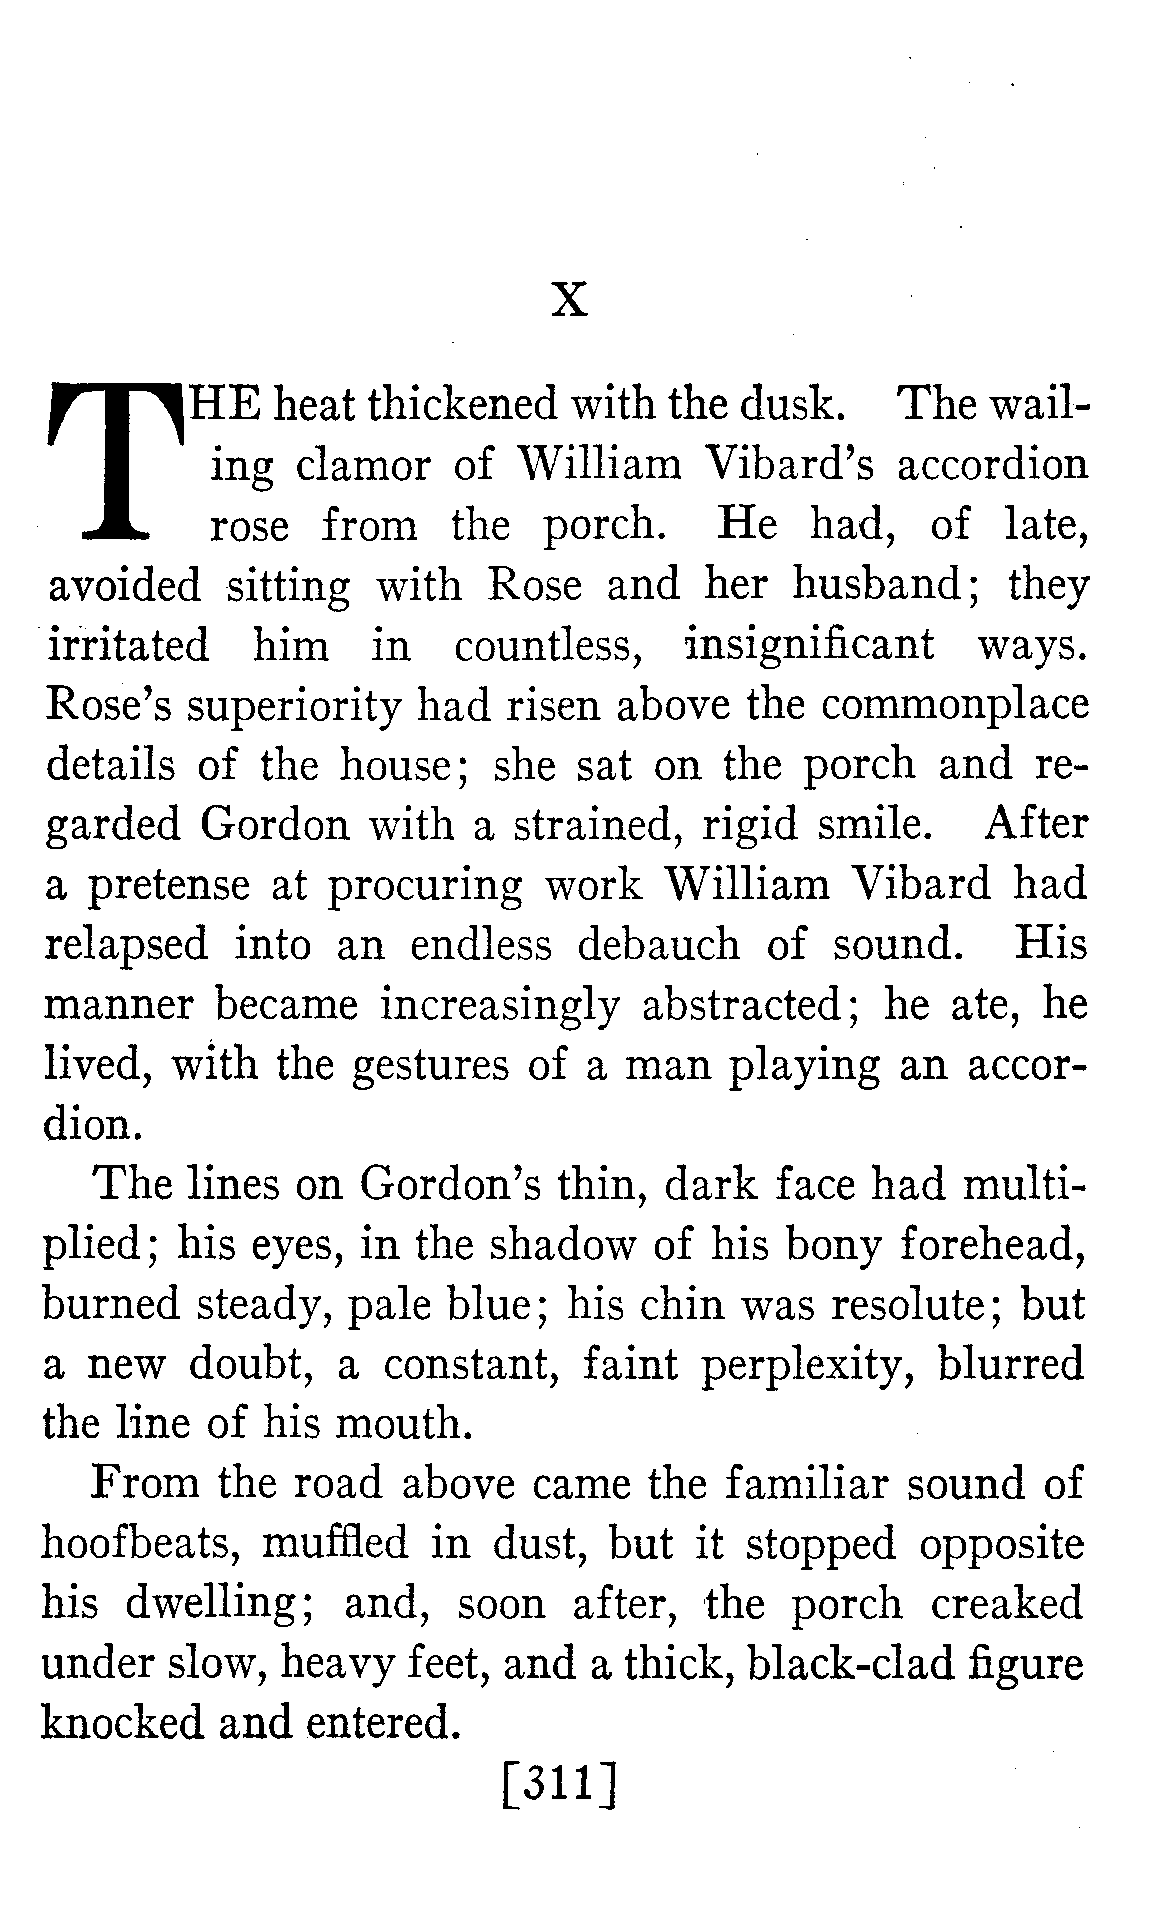 X
THE heat thickened with the dusk. The wail-
ing clamor of William Vibard's accordion
rose from the porch. He had, of late,
avoided sitting with Rose and her husband; they
irritated him in countless, insignificant ways.
Rose's superiority had risen above the commonplace
details of the house; she sat on the porch and re-
garded Gordon with a strained, rigid smile. After
a pretense at procuring work William Vibard had
relapsed into an endless debauch of sound. His
manner became increasingly abstracted; he ate, he
lived, with the gestures of a man playing an accor-
dion.
The lines on Gordon's thin, dark face had multi-
plied; his eyes, in the shadow of his bony forehead,
burned steady, pale blue; his chin was resolute; but
a new doubt, a constant, faint perplexity, blurred
the line of his mouth.
From the road above came the familiar sound of
hoofbeats, muffled in dust, but it stopped opposite
his dwelling; and, soon after, the porch creaked
under slow, heavy feet, and a thick, black-clad figure
knocked and entered.
[311]